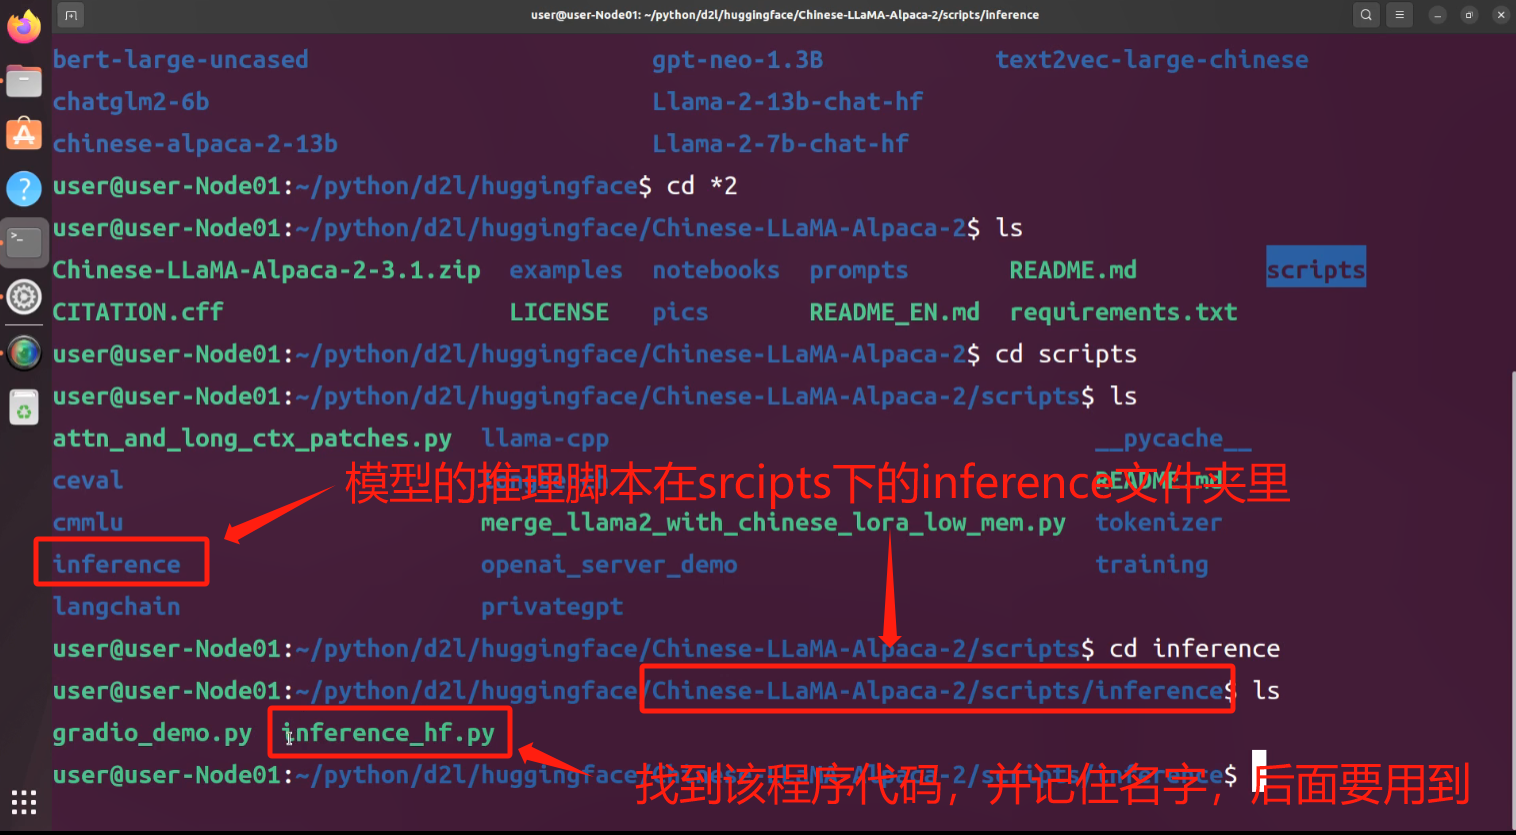 user@user-Node01: ~/python/d2l/huggingface/Chinese-LLaMA-Alpaca-2/scripts/inference
bert-large-uncased gpt-neo-1.3B text2vec-large-chinese
chatglm2-6b Llama-2-13b-chat-hf
chinese-alpaca-2-13b Llama-2-7b-chat-hf
user@user-Node01:~/python/d2l/huggingface$ cd *2
user@user-Node01:~/python/d2l/huggingface/Chinese-LLaMA-Alpaca-2$ ls
Chinese-LLaMA-Alpaca-2-3.1.zip examples notebooks prompts README.md scripts
CITATION.cff LICENSE pics README_EN.md requirements.txt
user@user-Node01:~/python/d2l/huggingface/Chinese-LLaMA-Alpaca-2$ cd scripts
user@user-Node01:~/python/d2l/huggingface/Chinese-LLaMA-Alpaca-2/scripts$ ls
attn_and_long_ctx_patches.py llama-cpp __pycache__
ceval README.md
模型的推理脚本在srcipts下的inference文件夹里
cmmlu merge_llama2_with_chinese_lora_low_mem.py tokenizer
inference openai_server_demo training
langchain privategpt
user@user-Node01:~/python/d2l/huggingface/Chinese-LLaMA-Alpaca-2/scripts$ cd inference
user@user-Node01:~/python/d2l/huggingface/Chinese-LLaMA-Alpaca-2/scripts/inference$ ls
gradio_demo.py inference_hf.py
user@user-Node01:~/python/d2l/huggingface/Chinese-LLaMA-Alpaca-2/scripts/inference$
找到该程序代码，并记住名字，后面要用到